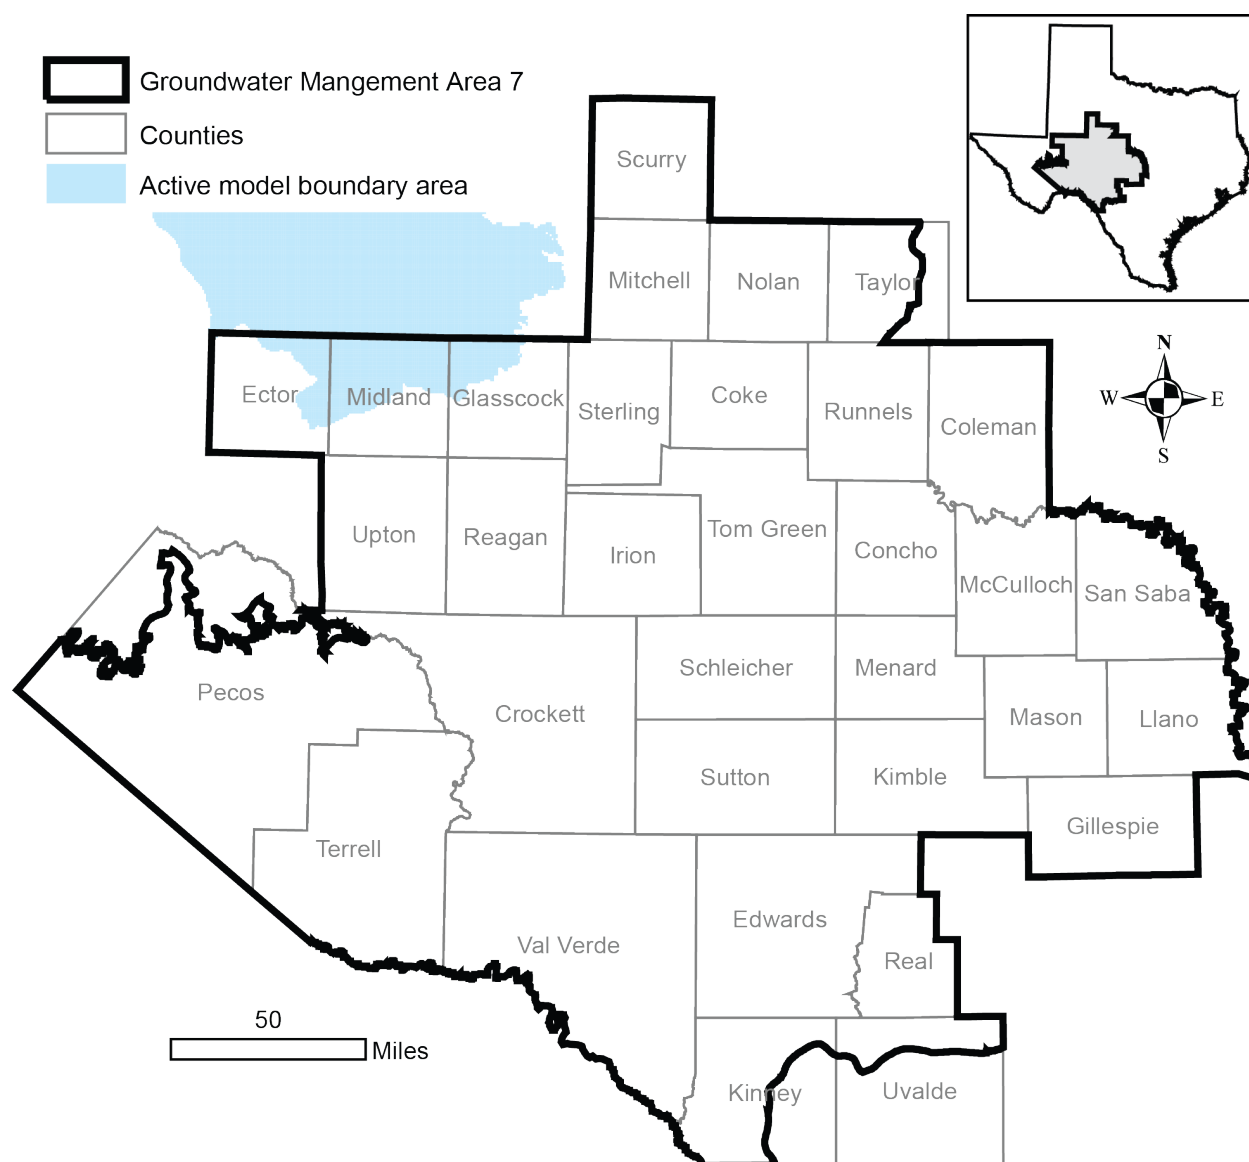 Groundwater Mangement Area 7
Counties
Active model boundary area
Scurry
Mitchell
Nolan
Taylor
N
W
E
S
Ector
Midland
Glasscock
Sterling
Coke
Runnels
Coleman
Upton
Reagan
Irion
Tom Green
Concho
McCulloch
San Saba
Pecos
Crockett
Schleicher
Menard
Mason
Llano
Sutton
Kimble
Gillespie
Terrell
Val Verde
Edwards
Real
50
Miles
Kinney
Uvalde